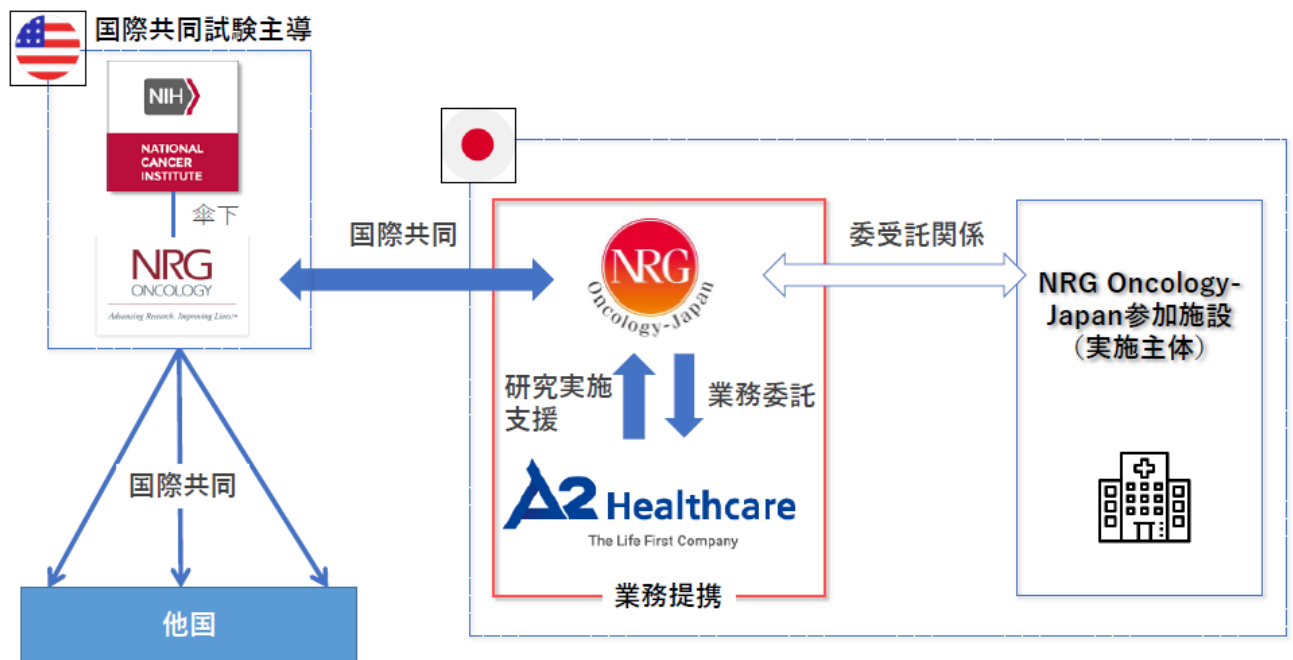 国際共同試験主導
NIH
NATIONAL
CANCER
INSTITUTE
傘下
NRG
ONCOLOGY
Advancing Research. Improving Lives.™
国際共同
国際共同
他国
NRG
Oncology-Japan
研究実施
支援
業務委託
A2 Healthcare
The Life First Company
業務提携
委受託関係
NRG Oncology-
Japan参加施設
（実施主体）